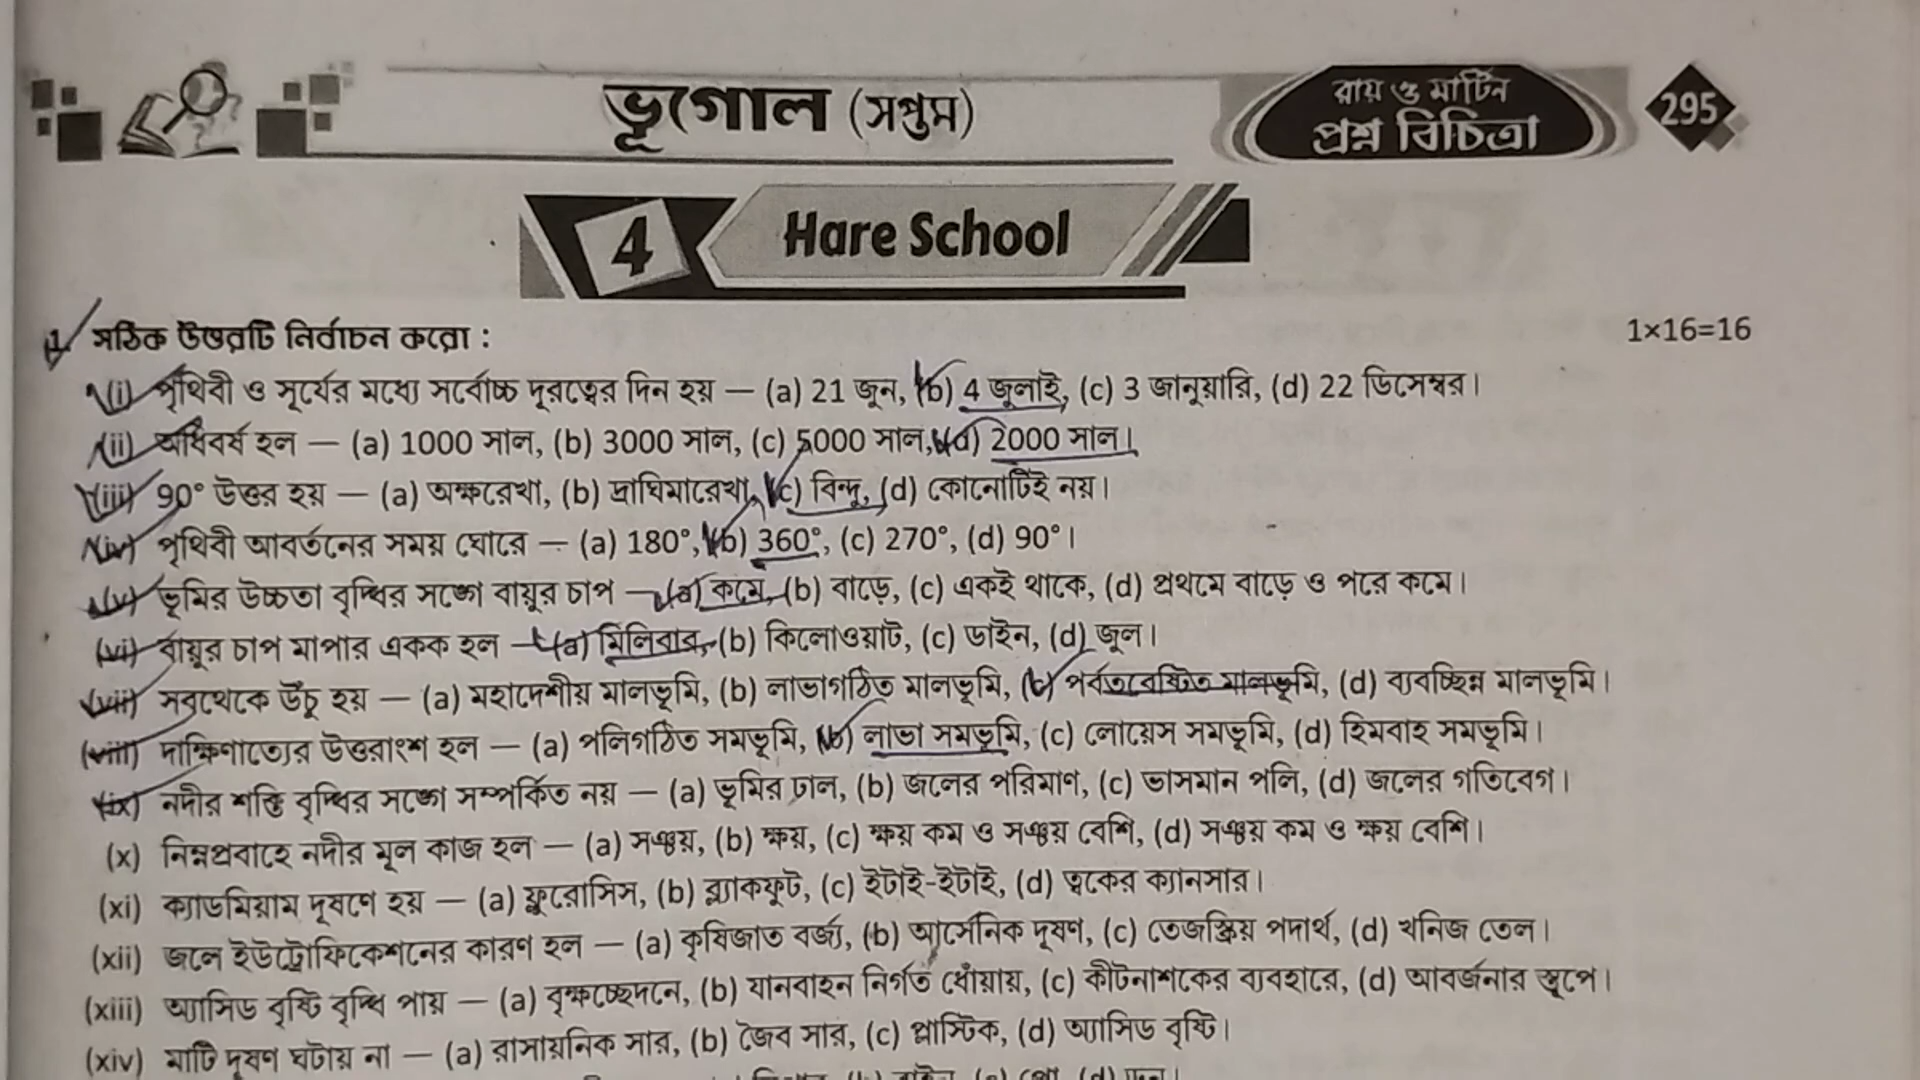 ভূগোল (সপ্তম)
রায় ও মার্টিন
প্রশ্ন বিচিত্রা
295
4 Hare School
1. সঠিক উত্তরটি নির্বাচন করো : 1×16=16
(i) পৃথিবী ও সূর্যের মধ্যে সর্বোচ্চ দূরত্বের দিন হয় — (a) 21 জুন, (b) 4 জুলাই, (c) 3 জানুয়ারি, (d) 22 ডিসেম্বর।
(ii) অধিবর্ষ হল — (a) 1000 সাল, (b) 3000 সাল, (c) 5000 সাল, (d) 2000 সাল।
(iii) 90° উত্তর হয় — (a) অক্ষরেখা, (b) দ্রাঘিমারেখা, (c) বিন্দু, (d) কোনোটিই নয়।
(iv) পৃথিবী আবর্তনের সময় ঘোরে — (a) 180°, (b) 360°, (c) 270°, (d) 90°।
(v) ভূমির উচ্চতা বৃদ্ধির সঙ্গে বায়ুর চাপ — (a) কমে, (b) বাড়ে, (c) একই থাকে, (d) প্রথমে বাড়ে ও পরে কমে।
(vi) বায়ুর চাপ মাপার একক হল — (a) মিলিবার, (b) কিলোওয়াট, (c) ডাইন, (d) জুল।
(vii) সবথেকে উঁচু হয় — (a) মহাদেশীয় মালভূমি, (b) লাভাগঠিত মালভূমি, (c) পর্বতবেষ্টিত মালভূমি, (d) ব্যবচ্ছিন্ন মালভূমি।
(viii) দাক্ষিণাত্যের উত্তরাংশ হল — (a) পলিগঠিত সমভূমি, (b) লাভা সমভূমি, (c) লোয়েস সমভূমি, (d) হিমবাহ সমভূমি।
(ix) নদীর শক্তি বৃদ্ধির সঙ্গে সম্পর্কিত নয় — (a) ভূমির ঢাল, (b) জলের পরিমাণ, (c) ভাসমান পলি, (d) জলের গতিবেগ।
(x) নিম্নপ্রবাহে নদীর মূল কাজ হল — (a) সঞ্চয়, (b) ক্ষয়, (c) ক্ষয় কম ও সঞ্চয় বেশি, (d) সঞ্চয় কম ও ক্ষয় বেশি।
(xi) ক্যাডমিয়াম দূষণে হয় — (a) ফ্লুরোসিস, (b) ব্ল্যাকফুট, (c) ইটাই-ইটাই, (d) ত্বকের ক্যানসার।
(xii) জলে ইউট্রোফিকেশনের কারণ হল — (a) কৃষিজাত বর্জ্য, (b) আর্সেনিক দূষণ, (c) তেজস্ক্রিয় পদার্থ, (d) খনিজ তেল।
(xiii) অ্যাসিড বৃষ্টি বৃদ্ধি পায় — (a) বৃক্ষচ্ছেদনে, (b) যানবাহন নির্গত ধোঁয়ায়, (c) কীটনাশকের ব্যবহারে, (d) আবর্জনার স্তূপে।
(xiv) মাটি দূষণ ঘটায় না — (a) রাসায়নিক সার, (b) জৈব সার, (c) প্লাস্টিক, (d) অ্যাসিড বৃষ্টি।